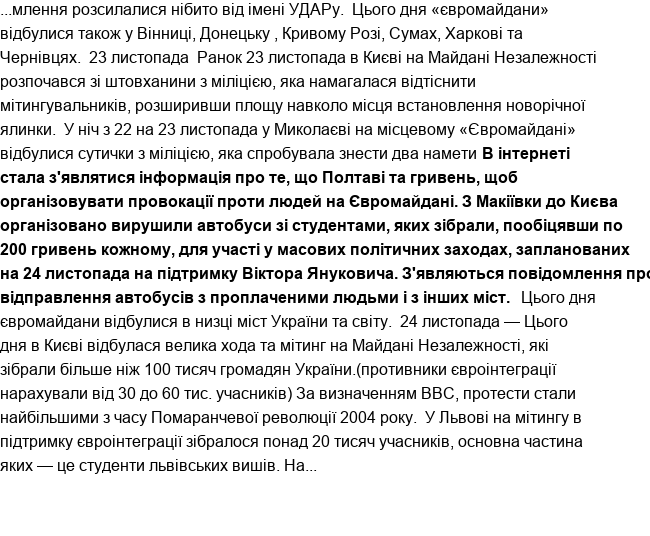 ...млення розсилалися нібито від імені УДАРу.  Цього дня «євромайдани»
відбулися також у Вінниці, Донецьку , Кривому Розі, Сумах, Харкові та
Чернівцях.  23 листопада  Ранок 23 листопада в Києві на Майдані Незалежності
розпочався зі штовханини з міліцією, яка намагалася відтіснити
мітингувальників, розширивши площу навколо місця встановлення новорічної
ялинки.  У ніч з 22 на 23 листопада у Миколаєві на місцевому «Євромайдані»
відбулися сутички з міліцією, яка спробувала знести два намети В інтернеті
стала з'являтися інформація про те, що Полтаві та гривень, щоб
організовувати провокації проти людей на Євромайдані. З Макіївки до Києва
організовано вирушили автобуси зі студентами, яких зібрали, пообіцявши по
200 гривень кожному, для участі у масових політичних заходах, запланованих
на 24 листопада на підтримку Віктора Януковича. З'являються повідомлення про
відправлення автобусів з проплаченими людьми і з інших міст.  Цього дня
євромайдани відбулися в низці міст України та світу.  24 листопада — Цього
дня в Києві відбулася велика хода та мітинг на Майдані Незалежності, які
зібрали більше ніж 100 тисяч громадян України.(противники євроінтеграції
нарахували від 30 до 60 тис. учасників) За визначенням BBC, протести стали
найбільшими з часу Помаранчевої революції 2004 року.  У Львові на мітингу в
підтримку євроінтеграції зібралося понад 20 тисяч учасників, основна частина
яких — це студенти львівських вишів. На...